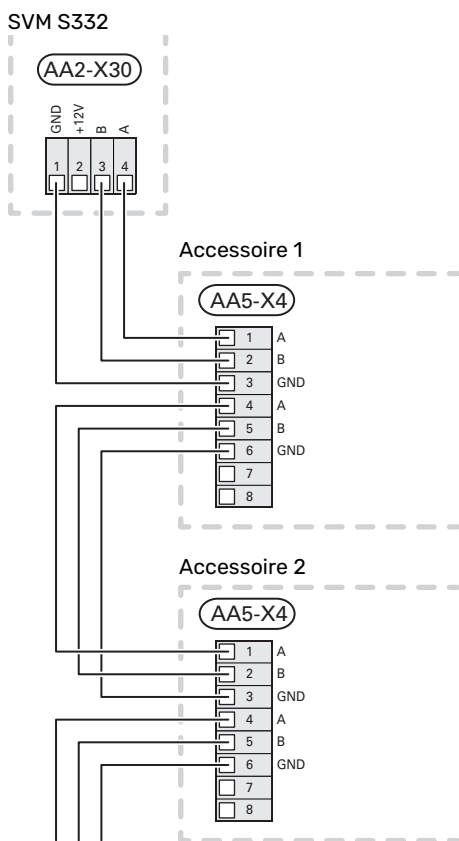 SVM S332
AA2-X30
GND +12V B A
1 2 3 4
Accessoire 1
AA5-X4
1 A
2 B
3 GND
4 A
5 B
6 GND
7
8
Accessoire 2
AA5-X4
1 A
2 B
3 GND
4 A
5 B
6 GND
7
8